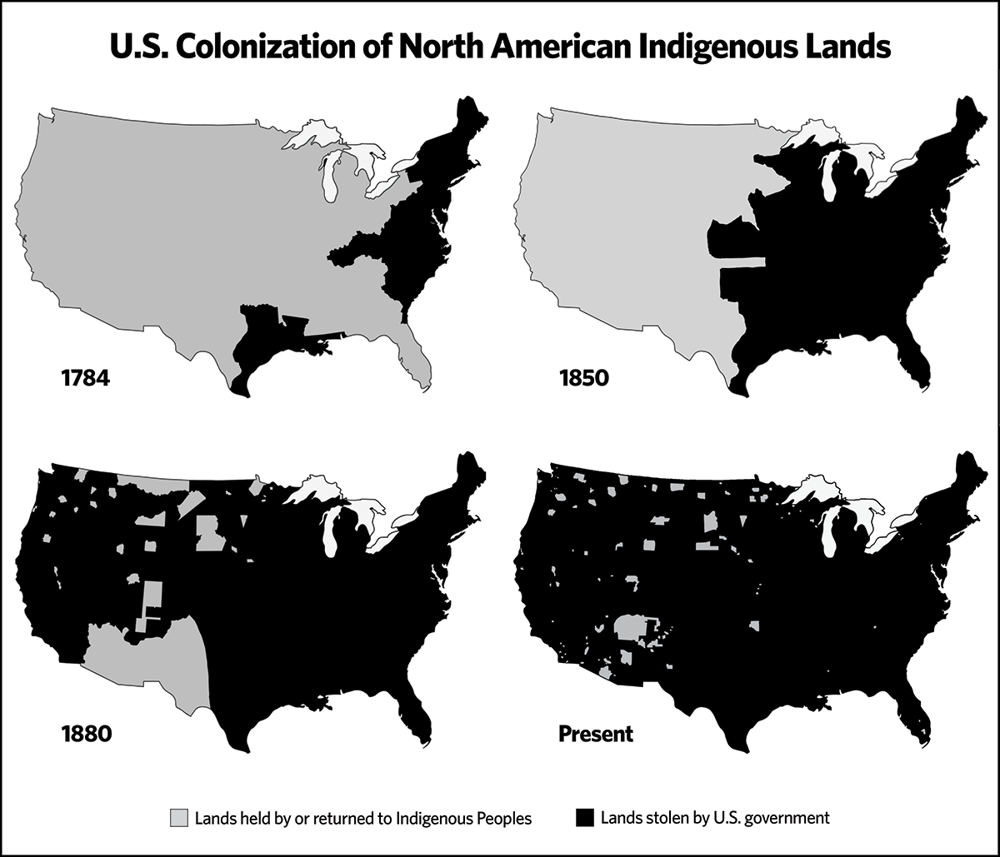 U.S. Colonization of North American Indigenous Lands
1784
1850
1880
Present
Lands held by or returned to Indigenous Peoples
Lands stolen by U.S. government